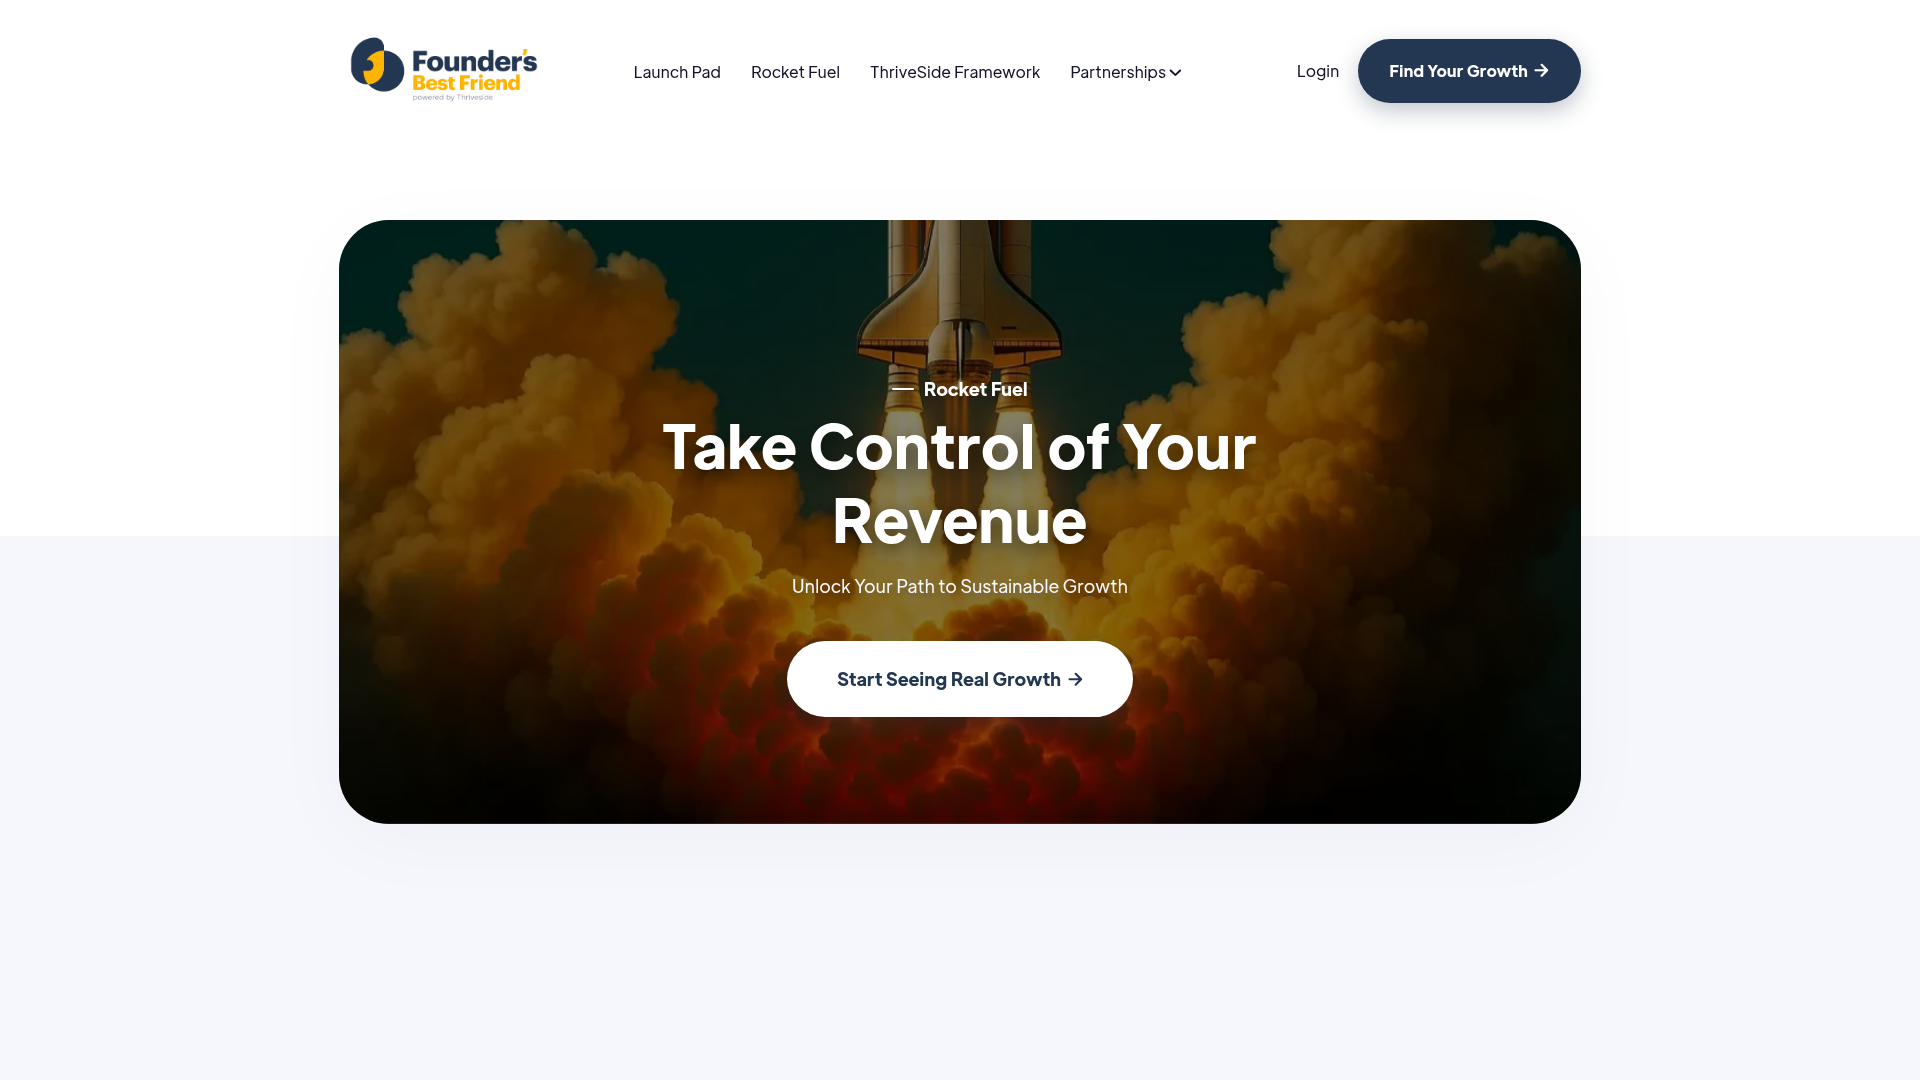 Founder's
Best Friend
powered by Thriveside
Launch Pad
Rocket Fuel
ThriveSide Framework
Partnerships
Login
Find Your Growth
Rocket Fuel
Take Control of Your
Revenue
Unlock Your Path to Sustainable Growth
Start Seeing Real Growth